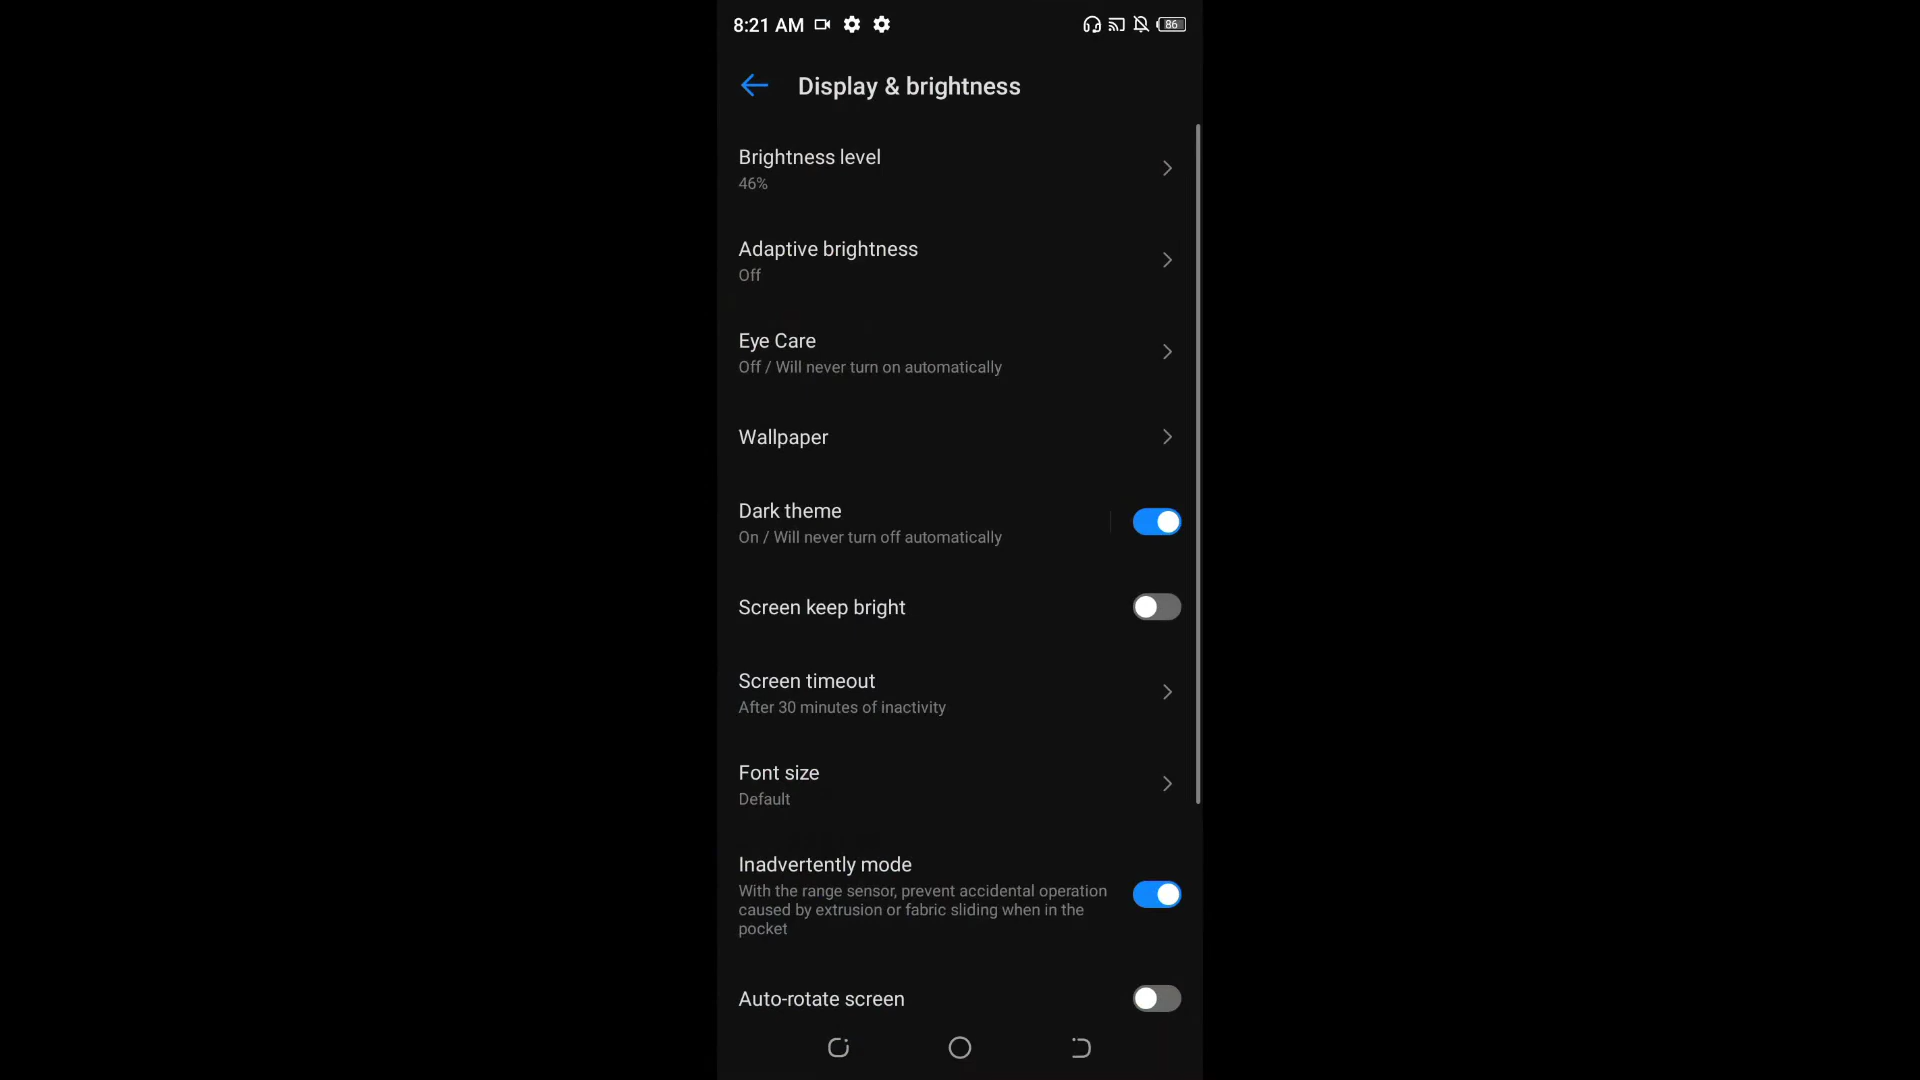 8:21 AM
86
Display & brightness
Brightness level
46%
Adaptive brightness
Off
Eye Care
Off / Will never turn on automatically
Wallpaper
Dark theme
On / Will never turn off automatically
Screen keep bright
Screen timeout
After 30 minutes of inactivity
Font size
Default
Inadvertently mode
With the range sensor, prevent accidental operation
caused by extrusion or fabric sliding when in the
pocket
Auto-rotate screen